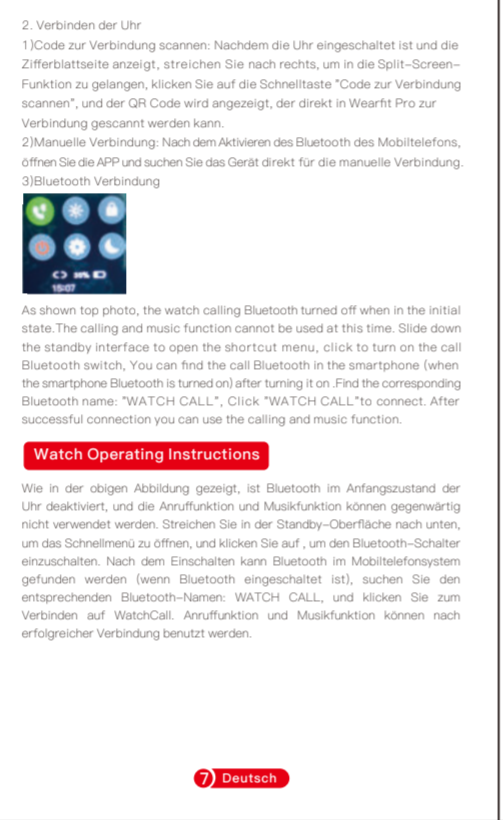 2. Verbinden der Uhr
1)Code zur Verbindung scannen: Nachdem die Uhr eingeschaltet ist und die
Zifferblattseite anzeigt, streichen Sie nach rechts, um in die Split-Screen-
Funktion zu gelangen, klicken Sie auf die Schnelltaste "Code zur Verbindung
scannen", und der QR Code wird angezeigt, der direkt in Wearfit Pro zur
Verbindung gescannt werden kann.
2)Manuelle Verbindung: Nach dem Aktivieren des Bluetooth des Mobiltelefons,
öffnen Sie die APP und suchen Sie das Gerät direkt für die manuelle Verbindung.
3)Bluetooth Verbindung
15:07
As shown top photo, the watch calling Bluetooth turned off when in the initial
state.The calling and music function cannot be used at this time. Slide down
the standby interface to open the shortcut menu, click to turn on the call
Bluetooth switch, You can find the call Bluetooth in the smartphone (when
the smartphone Bluetooth is turned on) after turning it on .Find the corresponding
Bluetooth name: "WATCH CALL", Click "WATCH CALL"to connect. After
successful connection you can use the calling and music function.
Watch Operating Instructions
Wie in der obigen Abbildung gezeigt, ist Bluetooth im Anfangszustand der
Uhr deaktiviert, und die Anruffunktion und Musikfunktion können gegenwärtig
nicht verwendet werden. Streichen Sie in der Standby-Oberfläche nach unten,
um das Schnellmenü zu öffnen, und klicken Sie auf , um den Bluetooth-Schalter
einzuschalten. Nach dem Einschalten kann Bluetooth im Mobiltelefonsystem
gefunden werden (wenn Bluetooth eingeschaltet ist), suchen Sie den
entsprechenden Bluetooth-Namen: WATCH CALL, und klicken Sie zum
Verbinden auf WatchCall. Anruffunktion und Musikfunktion können nach
erfolgreicher Verbindung benutzt werden.
7 Deutsch